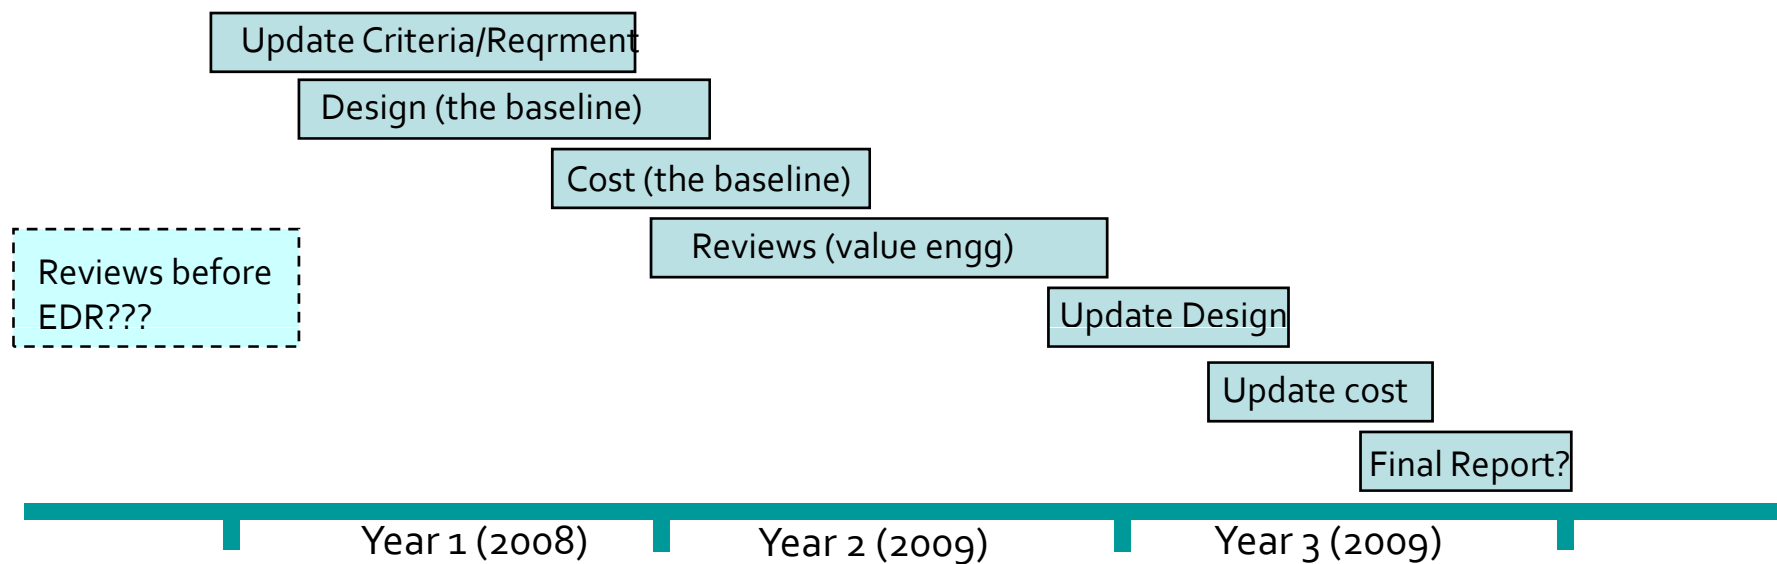 Update Criteria/Reqrment
Design (the baseline)
Cost (the baseline)
Reviews (value engg)
Reviews before
EDR???
Update Design
Update cost
Final Report?
Year 1 (2008)
Year 2 (2009)
Year 3 (2009)